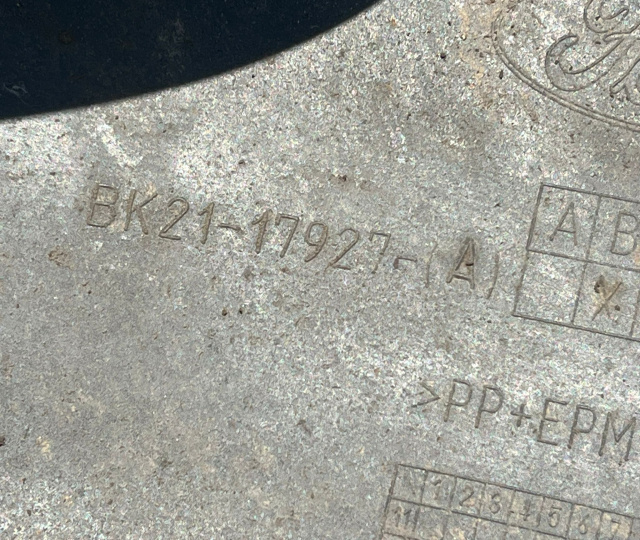 BK21-17927-(A)
A B
X
>PP+EPM
1 2 3 4 5 6 7
11